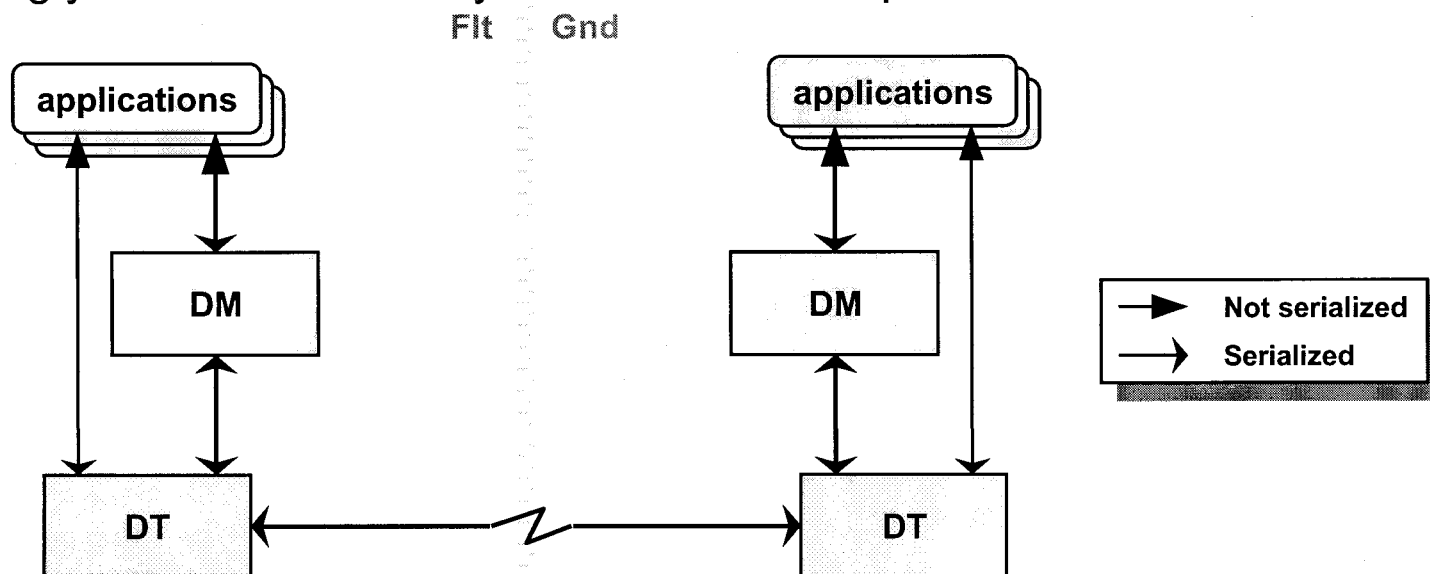 Flt Gnd
applications
applications
DM
DM
Not serialized
Serialized
DT
DT